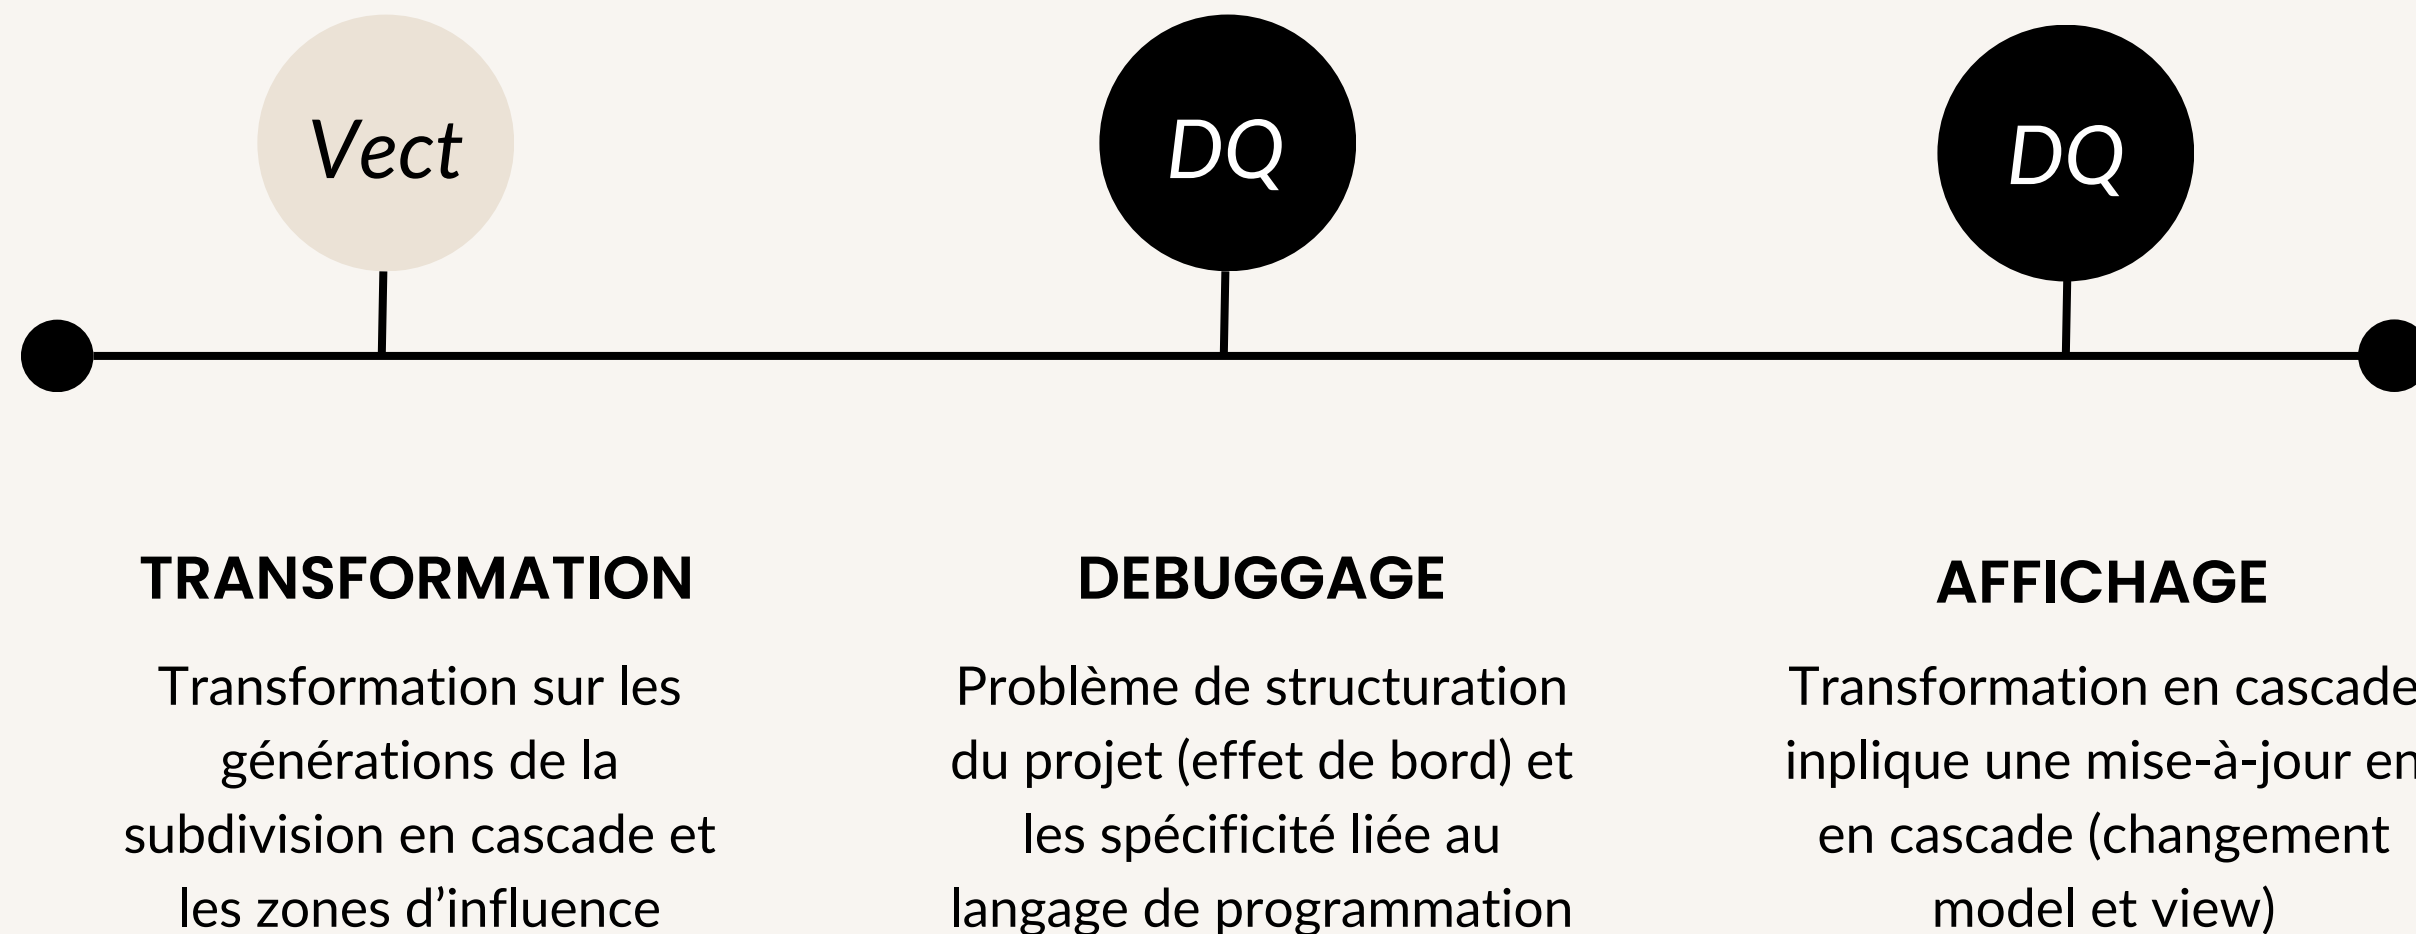 Vect
DQ
DQ
TRANSFORMATION
Transformation sur les
générations de la
subdivision en cascade et
les zones d’influence
DEBUGGAGE
Problème de structuration
du projet (effet de bord) et
les spécificité liée au
langage de programmation
AFFICHAGE
Transformation en cascade
inplique une mise-à-jour en
en cascade (changement
model et view)